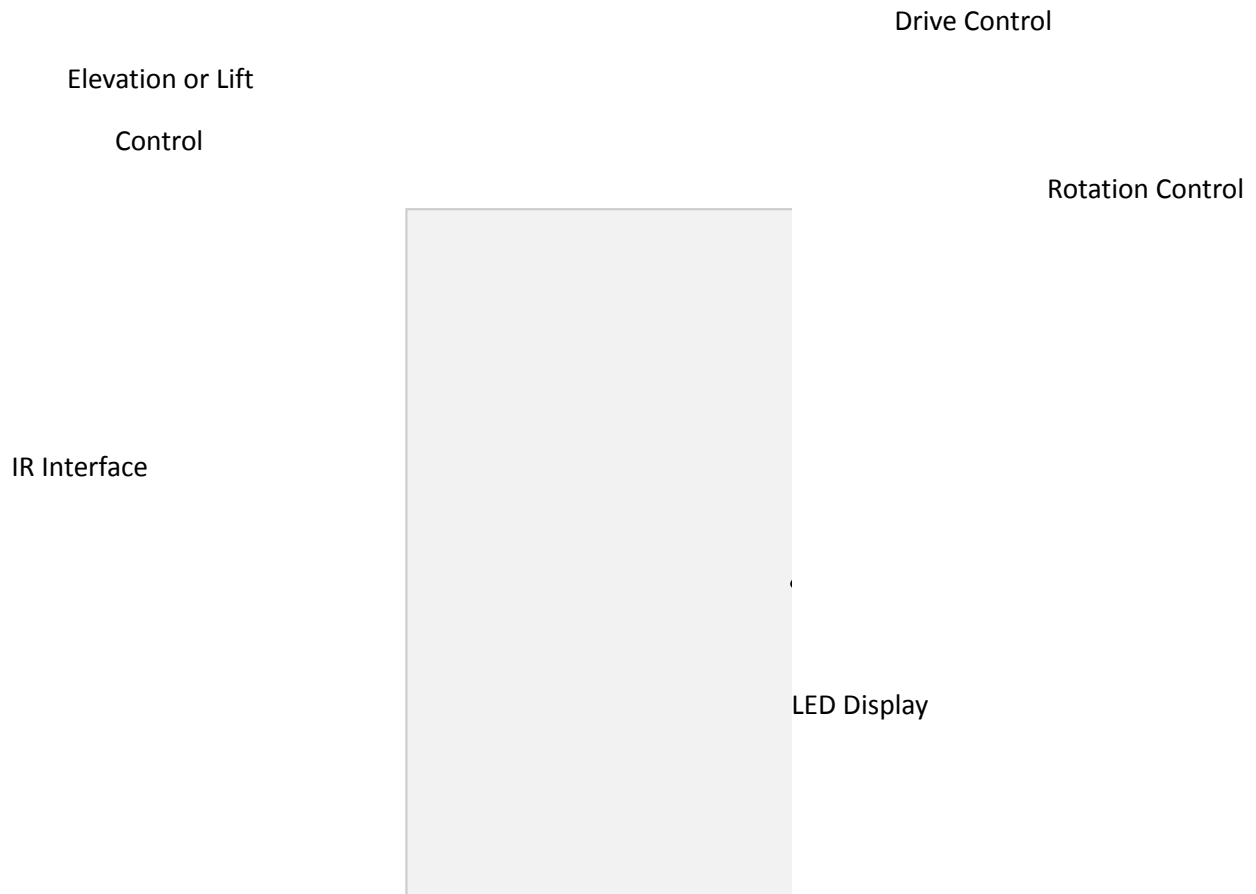 Drive Control
Elevation or Lift
Control
Rotation Control
IR Interface
LED Display